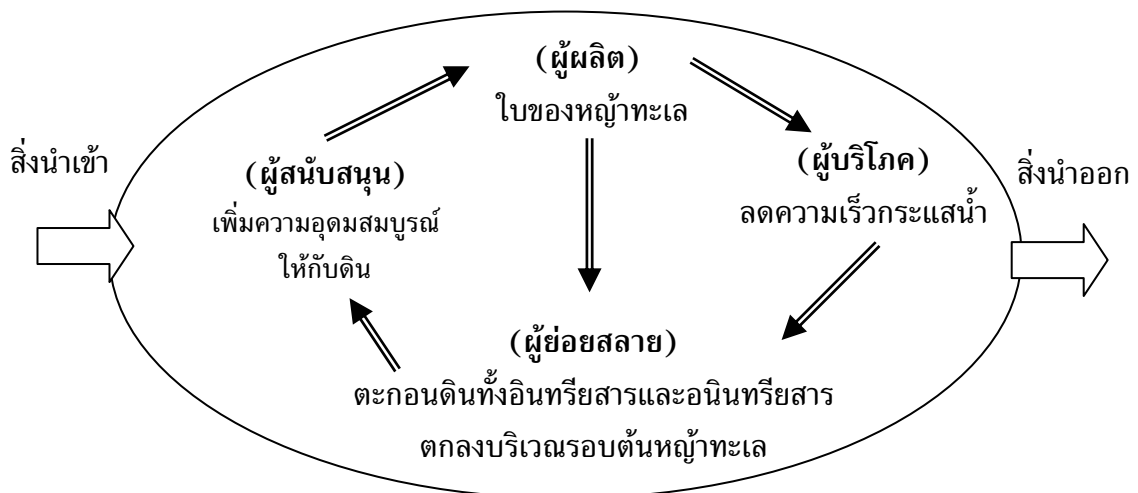 (ผู้ผลิต)
ใบของหญ้าทะเล
สิ่งนำเข้า
(ผู้สนับสนุน)
เพิ่มความอุดมสมบูรณ์
ให้กับดิน
(ผู้บริโภค)
ลดความเร็วกระแสน้ำ
สิ่งนำออก
(ผู้ย่อยสลาย)
ตะกอนดินทั้งอินทรียสารและอนินทรียสาร
ตกลงบริเวณรอบต้นหญ้าทะเล